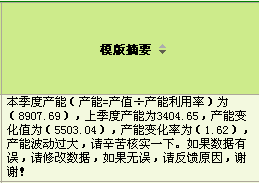 模版摘要
本季度产能（产能=产值÷产能利用率）为
（8907.69），上季度产能为3404.65，产能变
化值为（5503.04），产能变化率为（1.62），
产能波动过大，请辛苦核实一下。如果数据有
误，请修改数据，如果无误，请反馈原因，谢
谢！